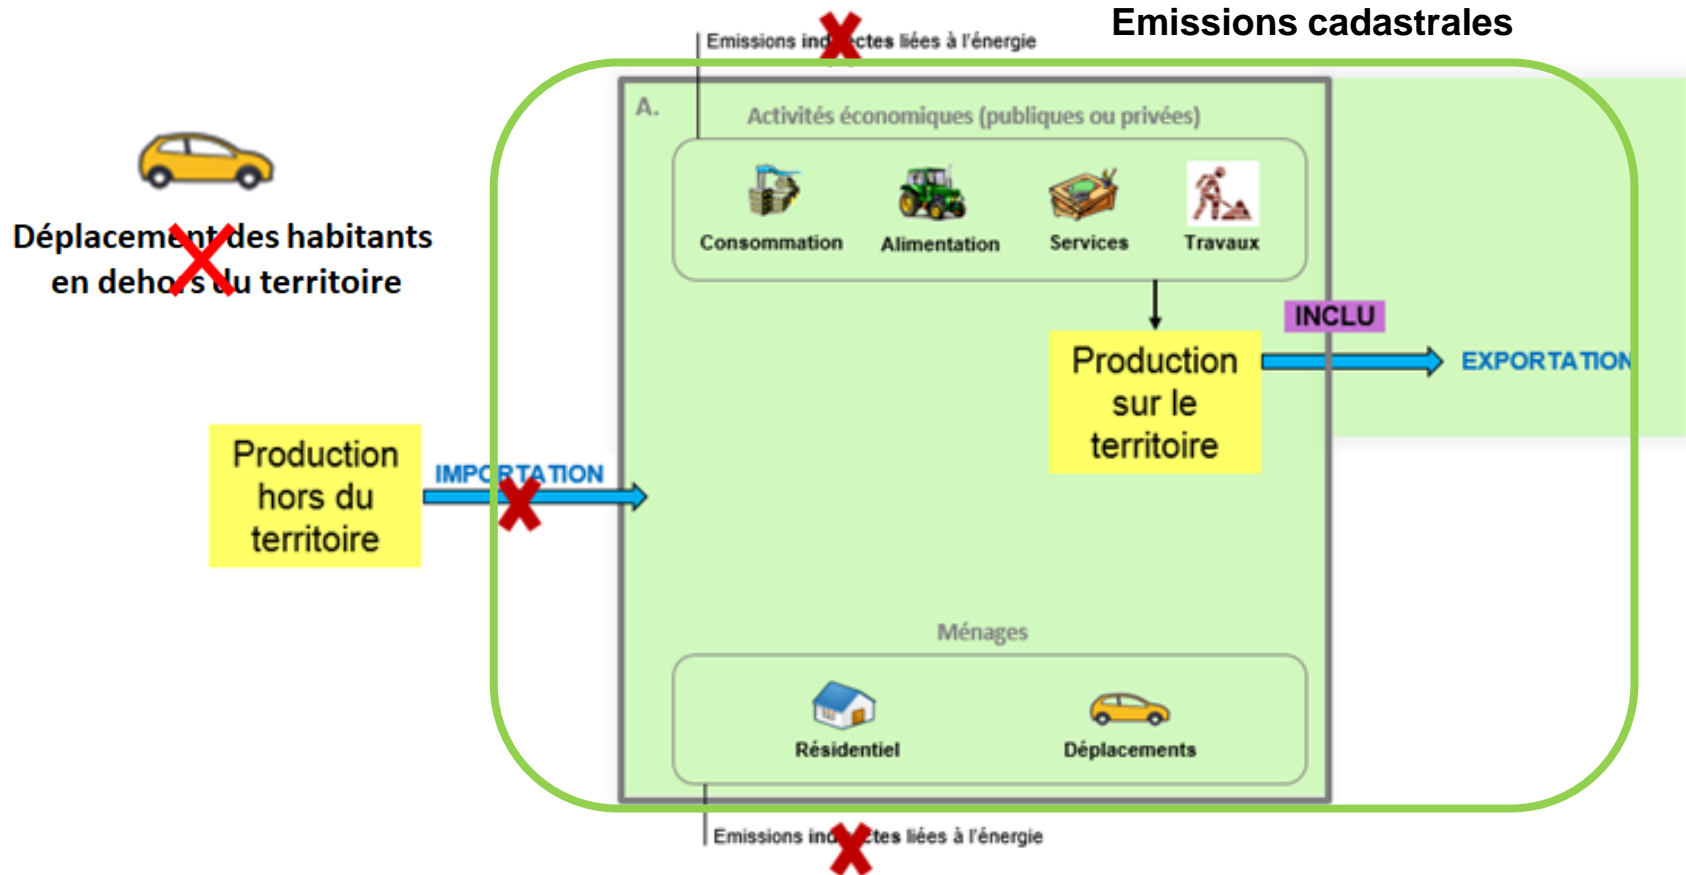 Emissions cadastrales
Emissions indirectes liées à l'énergie
A.
Activités économiques (publiques ou privées)
Consommation
Alimentation
Services
Travaux
Déplacement des habitants
en dehors du territoire
INCLU
Production
sur le
territoire
EXPORTATION
Production
hors du
territoire
IMPORTATION
Ménages
Résidentiel
Déplacements
Emissions indirectes liées à l'énergie